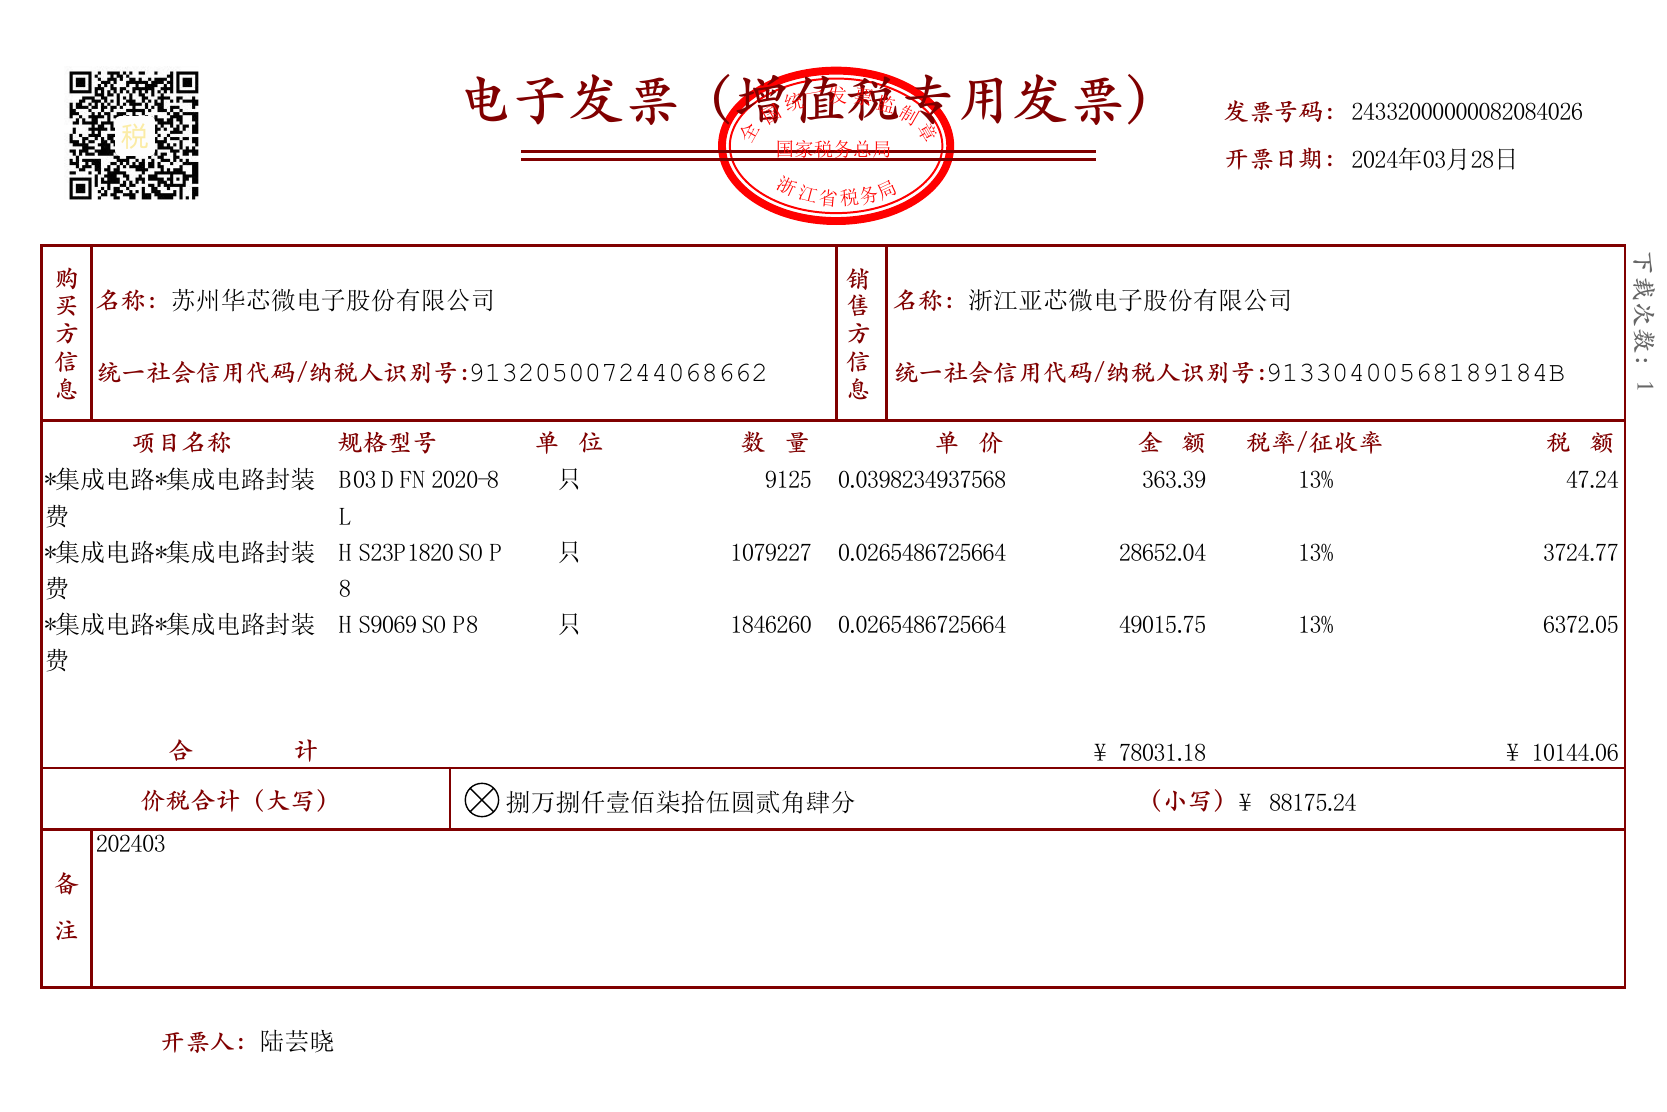 电子发票（增值税专用发票）
全国统一发票监制章
国家税务总局
浙江省税务局
税
发票号码：24332000000082084026
开票日期：2024年03月28日
下载次数：1
购买方信息
名称：苏州华芯微电子股份有限公司
统一社会信用代码/纳税人识别号:913205007244068662
销售方信息
名称：浙江亚芯微电子股份有限公司
统一社会信用代码/纳税人识别号:91330400568189184B
项目名称 规格型号 单 位 数 量 单 价 金 额 税率/征收率 税 额
*集成电路*集成电路封装 B03 DFN 2020-8 只 9125 0.0398234937568 363.39 13% 47.24
费 L
*集成电路*集成电路封装 HS23P1820 SOP 只 1079227 0.0265486725664 28652.04 13% 3724.77
费 8
*集成电路*集成电路封装 HS9069 SOP8 只 1846260 0.0265486725664 49015.75 13% 6372.05
费
合 计 ¥ 78031.18 ¥ 10144.06
价税合计（大写） 捌万捌仟壹佰柒拾伍圆贰角肆分 （小写）¥ 88175.24
备注
202403
开票人：陆芸晓